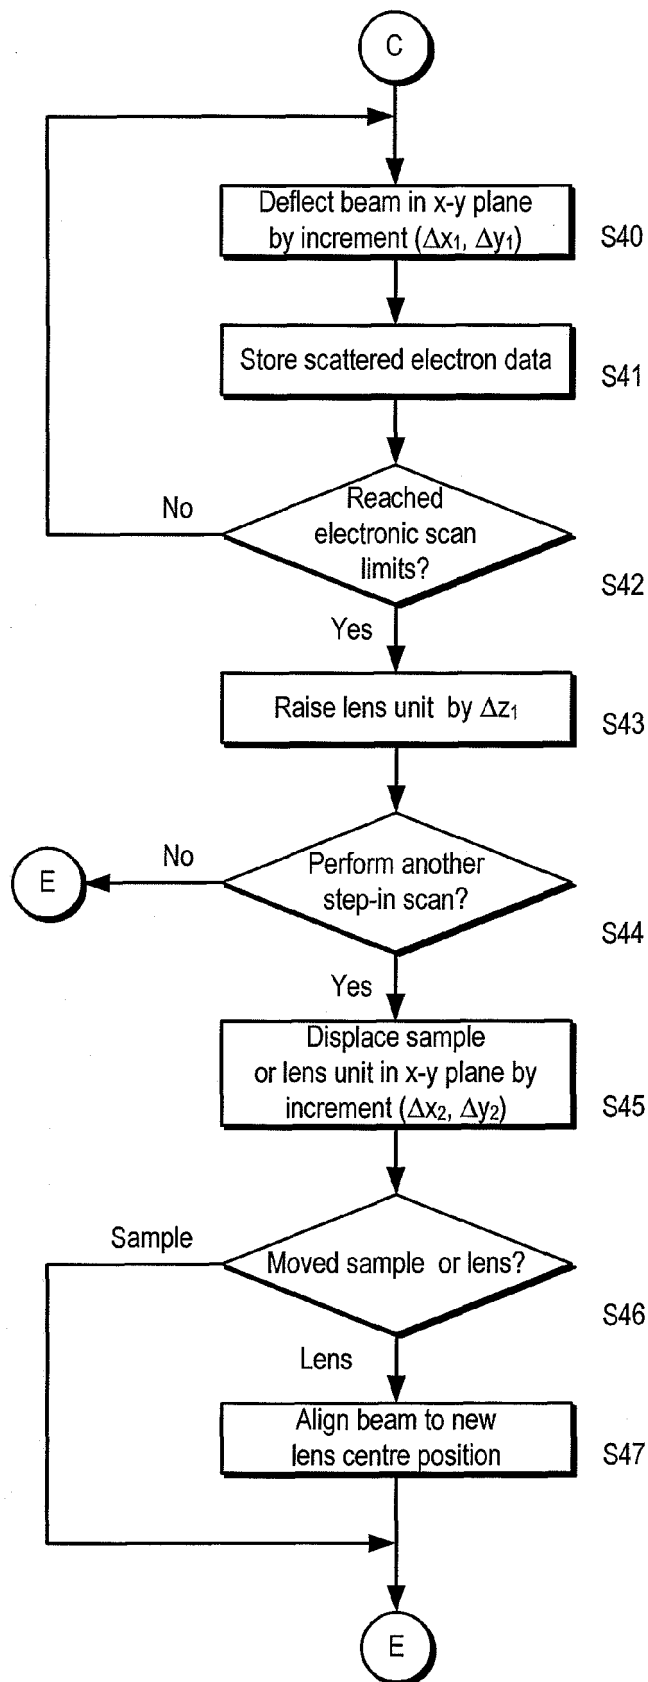 C
Deflect beam in x-y plane
by increment (Δx₁, Δy₁)
S40
Store scattered electron data
S41
No
Reached
electronic scan
limits?
S42
Yes
Raise lens unit by Δz₁
S43
E
No
Perform another
step-in scan?
S44
Yes
Displace sample
or lens unit in x-y plane by
increment (Δx₂, Δy₂)
S45
Sample
Moved sample or lens?
S46
Lens
Align beam to new
lens centre position
S47
E